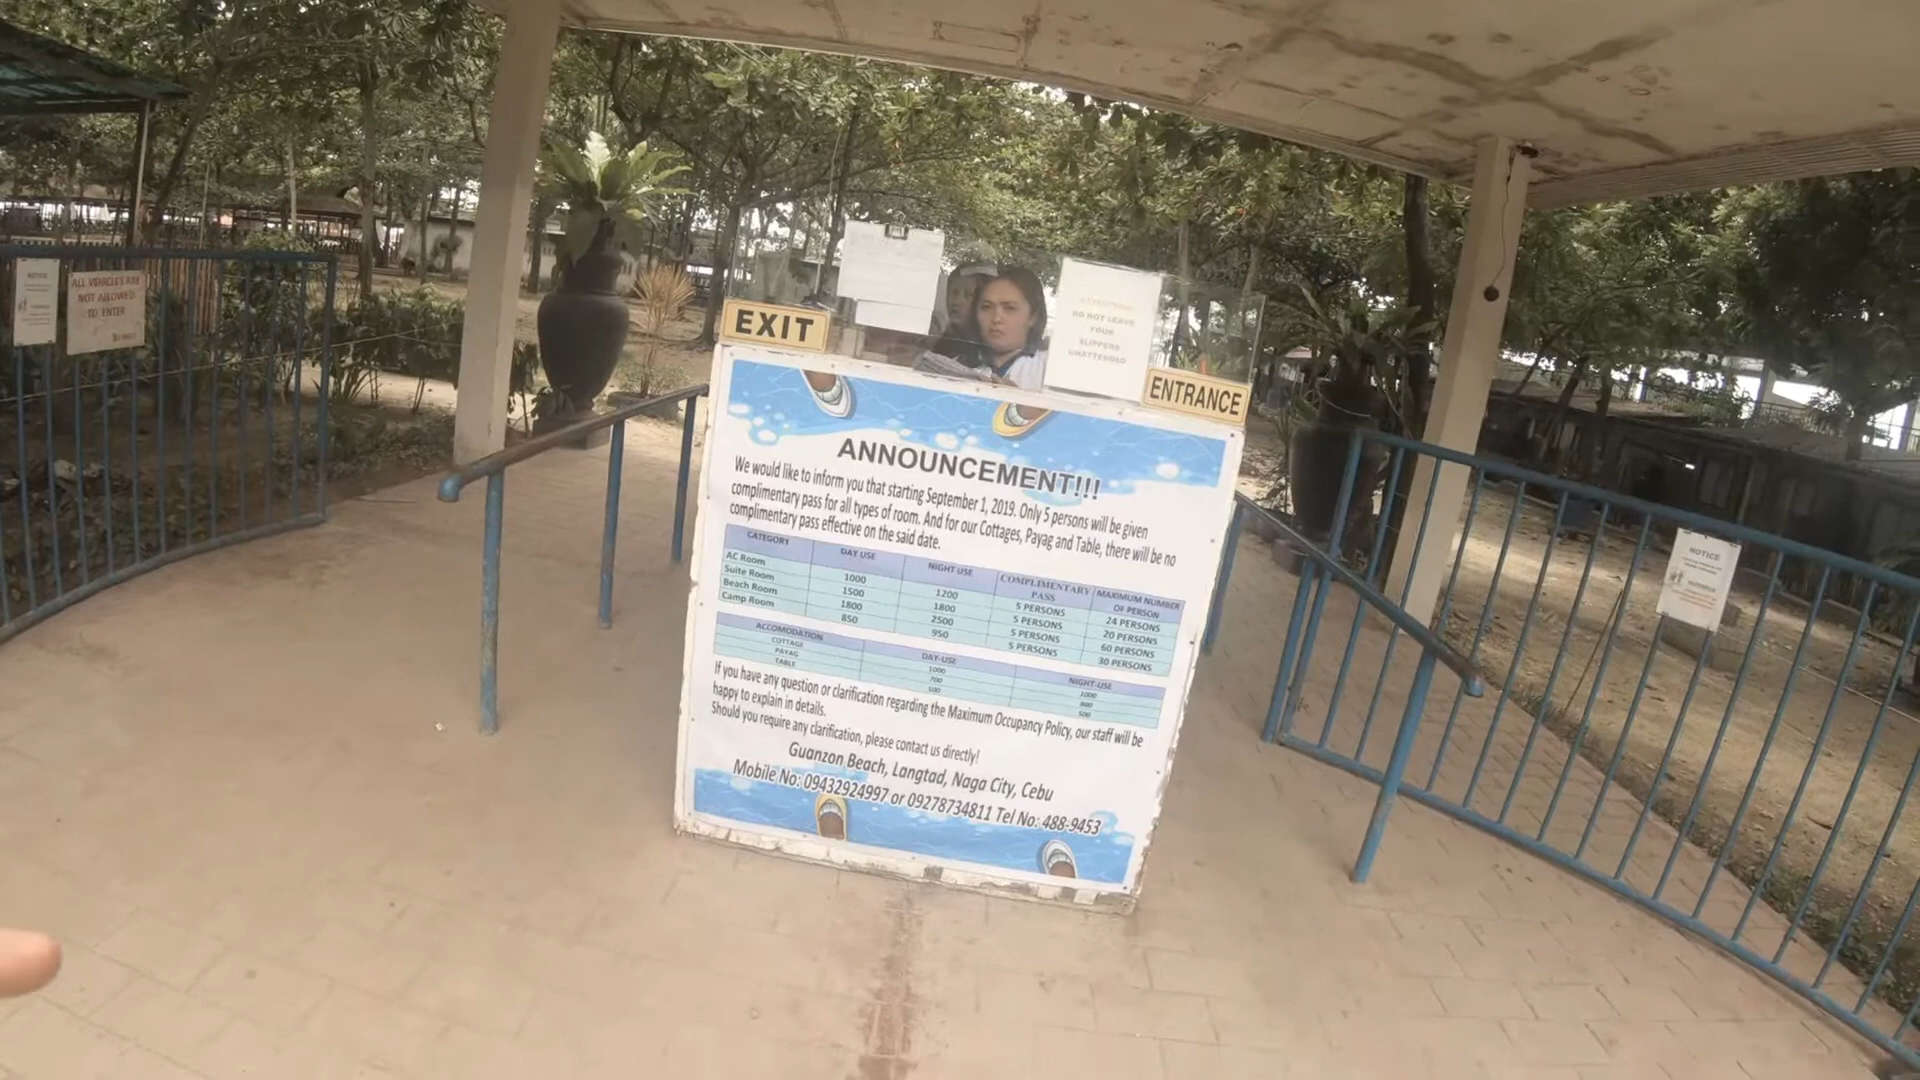 NOTICE
ALL VEHICLES ARE
NOT ALLOWED
TO ENTER
EXIT
DO NOT LEAVE
YOUR
SLIPPERS
UNATTENDED
ENTRANCE
ANNOUNCEMENT!!!
We would like to inform you that starting September 1, 2019. Only 5 persons will be given
complimentary pass for all types of room. And for our Cottages, Payag and Table, there will be no
complimentary pass effective on the said date.
CATEGORY DAY USE NIGHT USE COMPLIMENTARY PASS MAXIMUM NUMBER OF PERSON
AC Room 1000 1200 5 PERSONS 24 PERSONS
Suite Room 1500 1800 5 PERSONS 20 PERSONS
Beach Room 1800 2500 5 PERSONS 60 PERSONS
Camp Room 850 950 5 PERSONS 30 PERSONS
ACCOMODATION DAY-USE NIGHT-USE
COTTAGE 1000 1000
PAYAG 700 800
TABLE 500 500
If you have any question or clarification regarding the Maximum Occupancy Policy, our staff will be
happy to explain in details.
Should you require any clarification, please contact us directly!
Guanzon Beach, Langtad, Naga City, Cebu
Mobile No: 09432924997 or 09278734811 Tel No: 488-9453
NOTICE